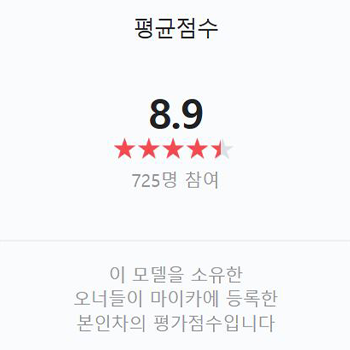 평균점수
8.9
725명 참여
이 모델을 소유한
오너들이 마이카에 등록한
본인차의 평가점수입니다